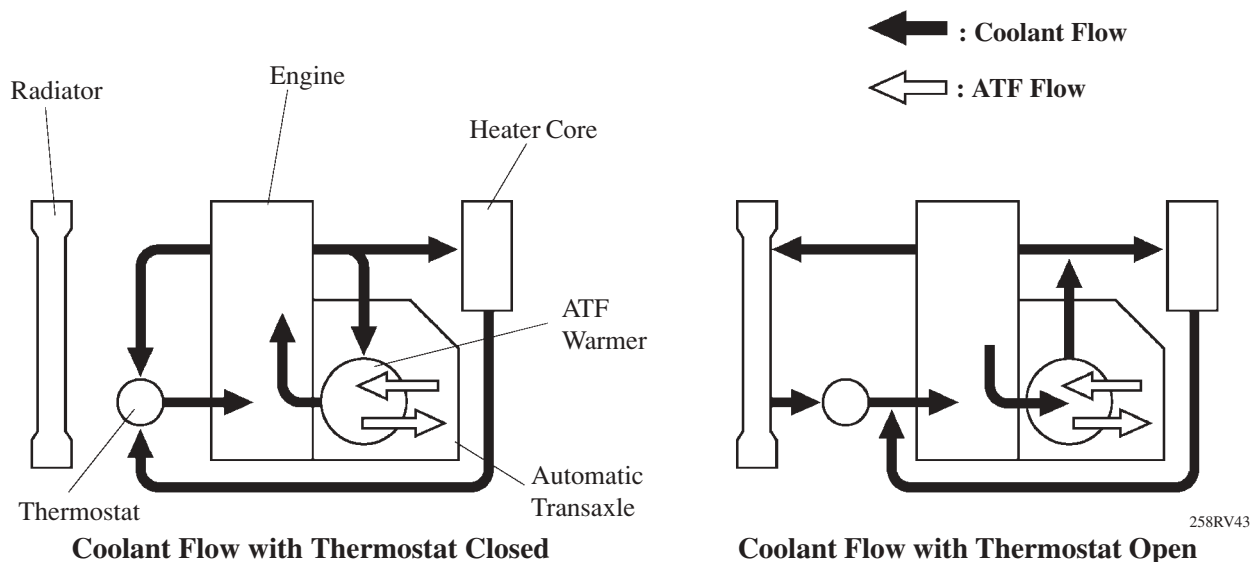 : Coolant Flow
: ATF Flow
Radiator
Engine
Heater Core
ATF
Warmer
Automatic
Transaxle
Thermostat
258RV43
Coolant Flow with Thermostat Closed
Coolant Flow with Thermostat Open